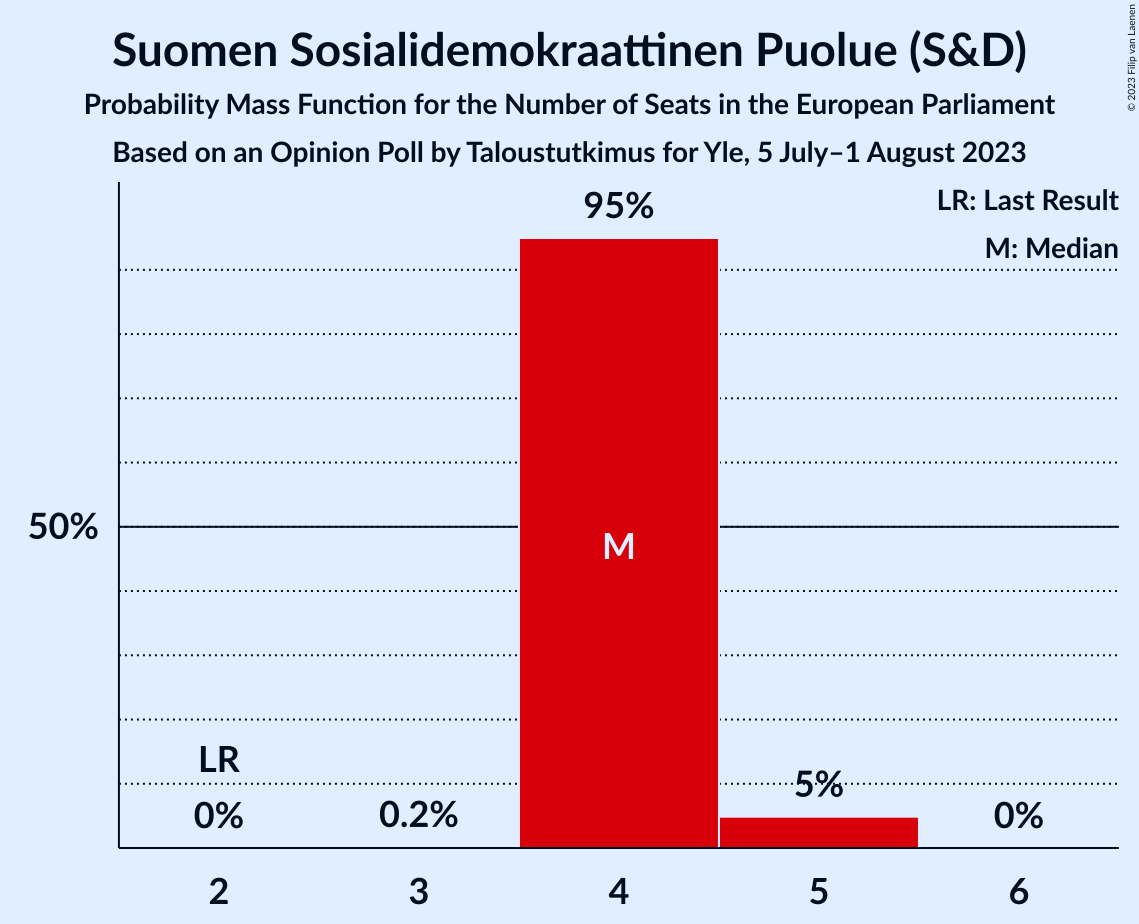 Suomen Sosialidemokraattinen Puolue (S&D)
Probability Mass Function for the Number of Seats in the European Parliament
Based on an Opinion Poll by Taloustutkimus for Yle, 5 July–1 August 2023
© 2023 Filip van Laenen
LR: Last Result
M: Median
95%
50%
M
LR
0%
0.2%
5%
0%
2
3
4
5
6